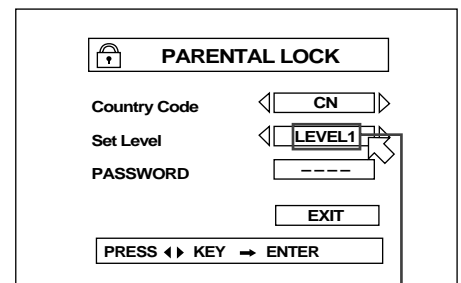 PARENTAL LOCK
Country Code CN
Set Level LEVEL1
PASSWORD ----
EXIT
PRESS ◀▶ KEY → ENTER